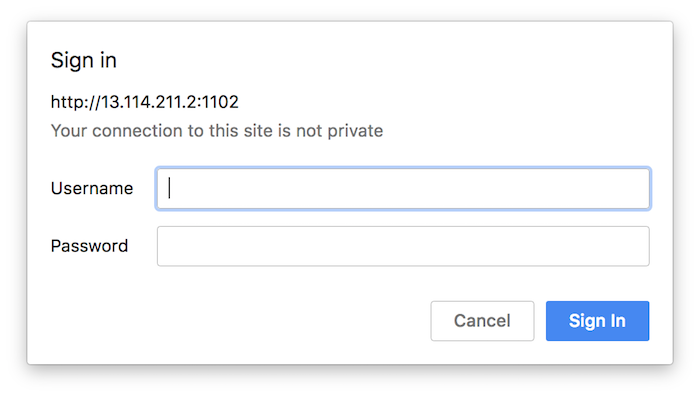 Sign in
http://13.114.211.2:1102
Your connection to this site is not private
Username
Password
Cancel Sign In